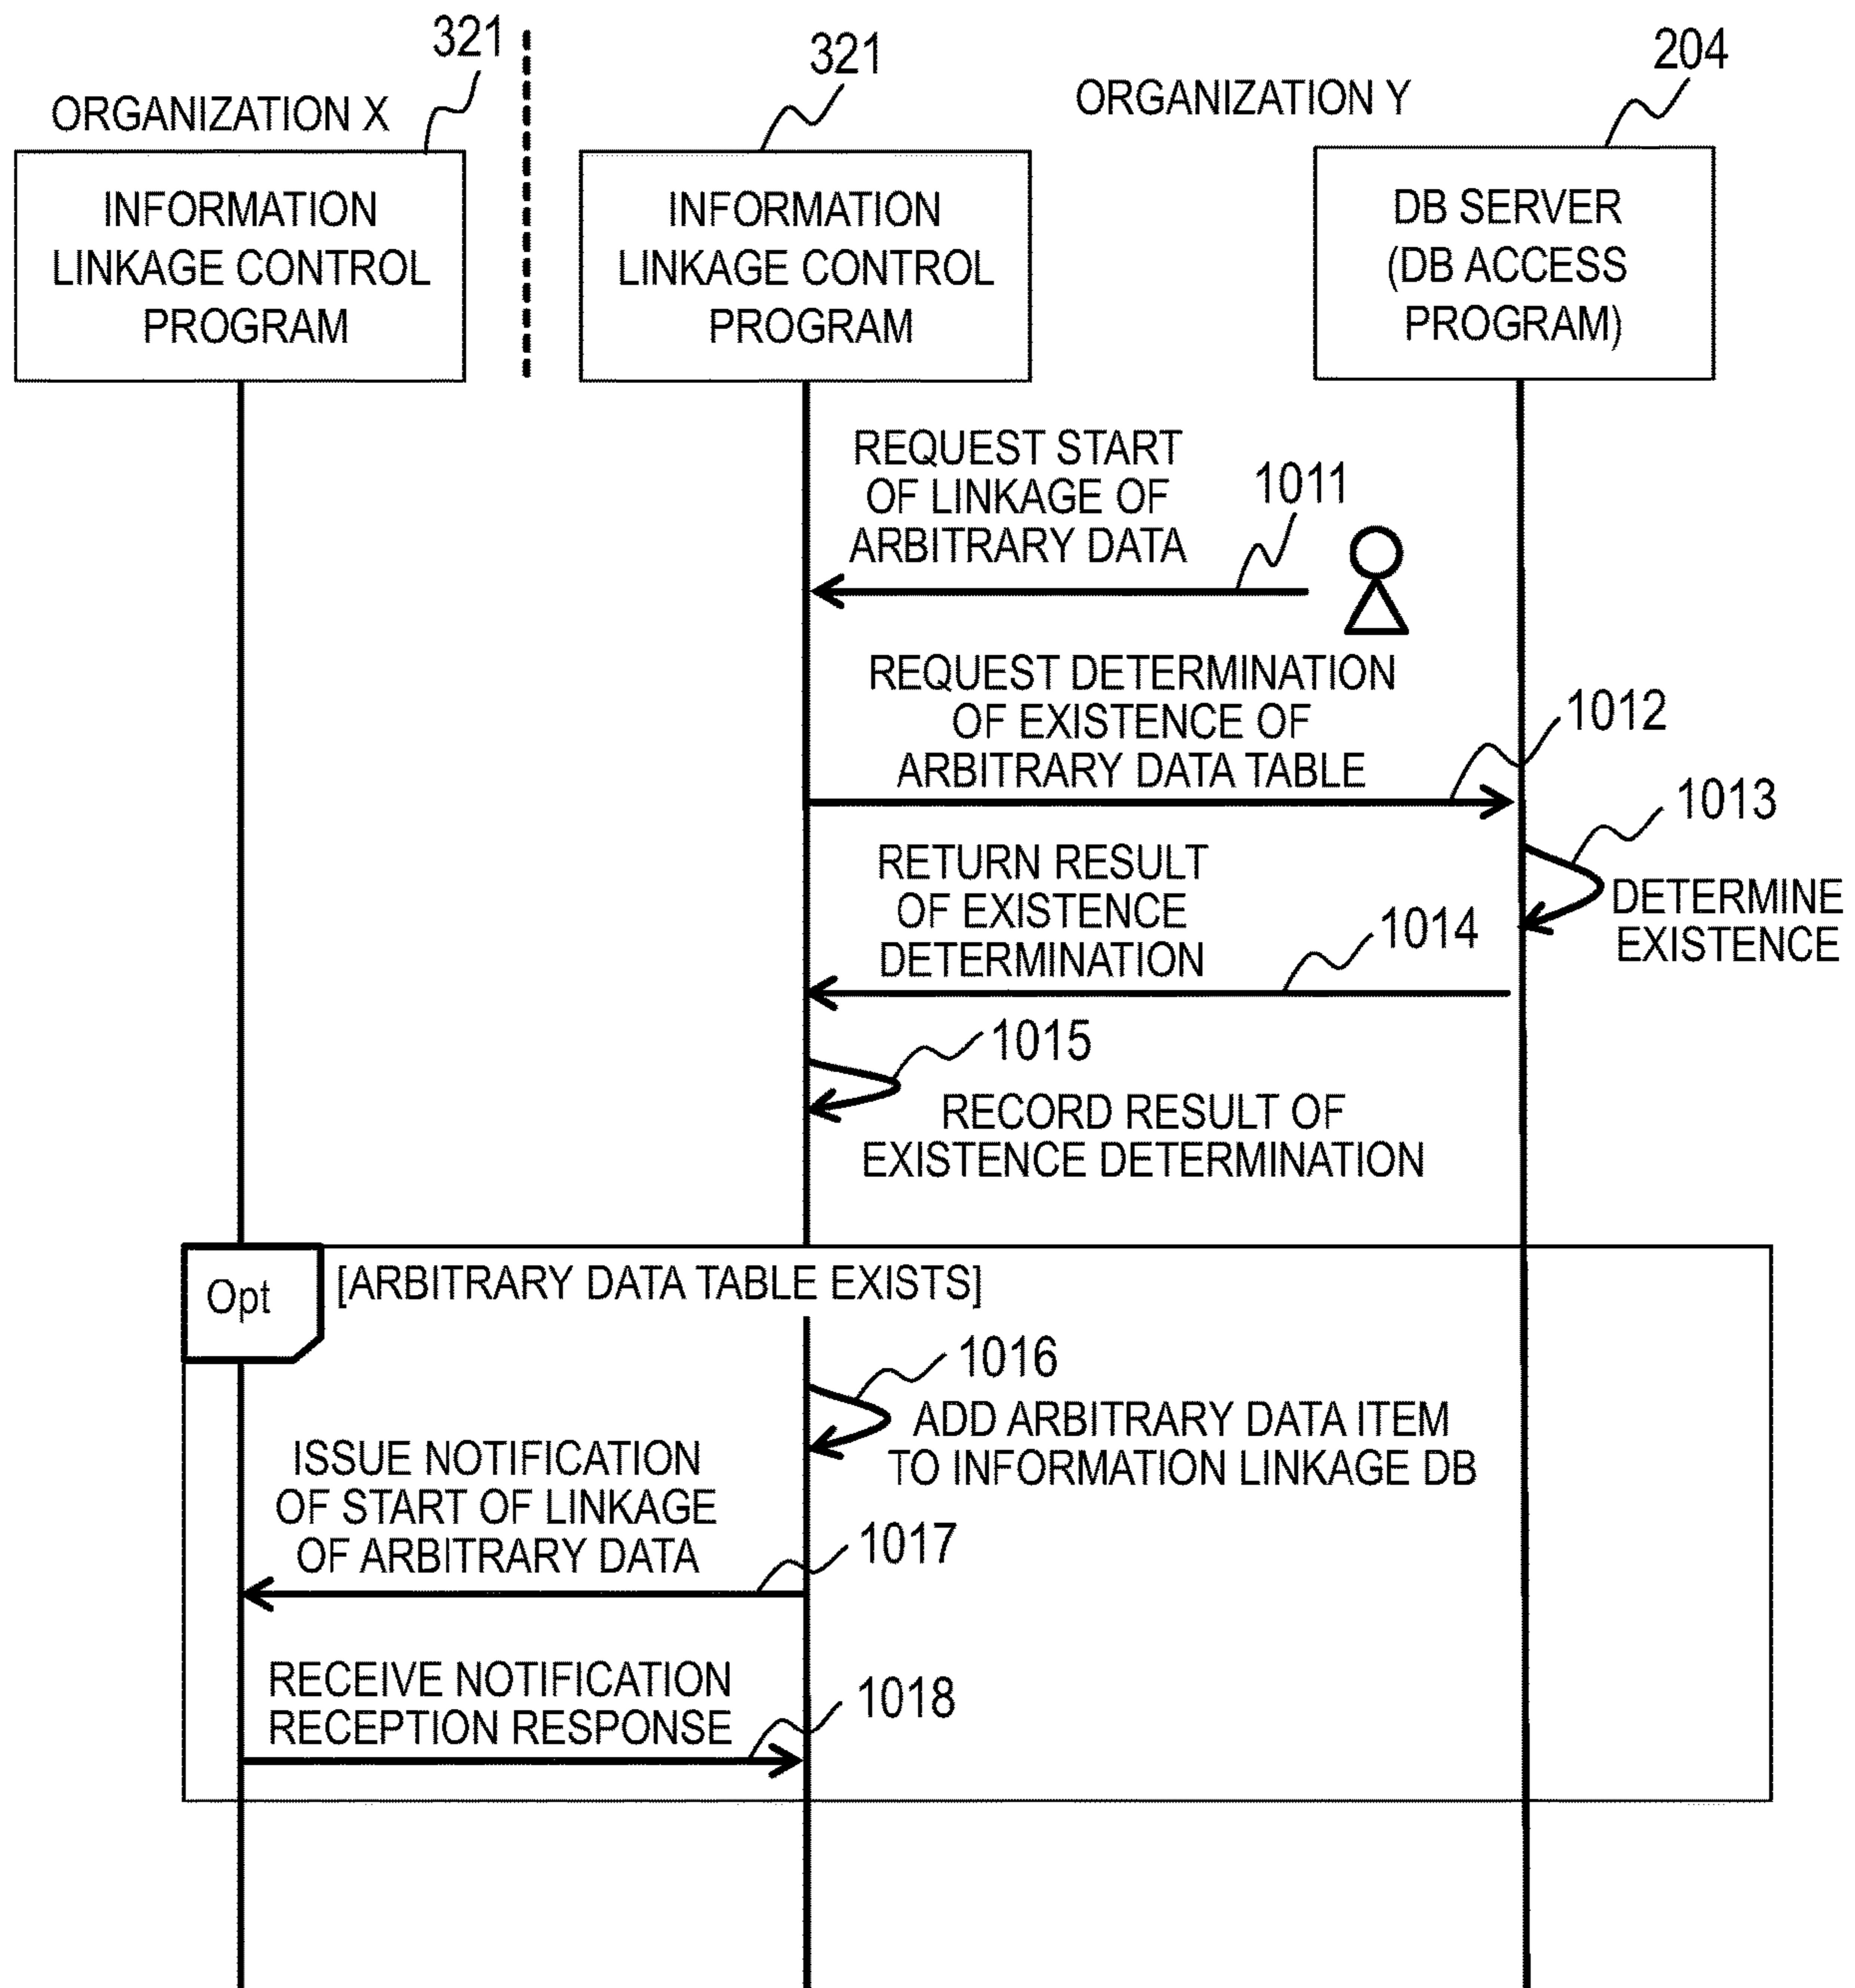 321
321
204
ORGANIZATION X
ORGANIZATION Y
INFORMATION
LINKAGE CONTROL
PROGRAM
INFORMATION
LINKAGE CONTROL
PROGRAM
DB SERVER
(DB ACCESS
PROGRAM)
REQUEST START
OF LINKAGE OF
ARBITRARY DATA
1011
REQUEST DETERMINATION
OF EXISTENCE OF
ARBITRARY DATA TABLE
1012
1013
DETERMINE
EXISTENCE
RETURN RESULT
OF EXISTENCE
DETERMINATION
1014
1015
RECORD RESULT OF
EXISTENCE DETERMINATION
Opt
[ARBITRARY DATA TABLE EXISTS]
1016
ADD ARBITRARY DATA ITEM
TO INFORMATION LINKAGE DB
ISSUE NOTIFICATION
OF START OF LINKAGE
OF ARBITRARY DATA
1017
RECEIVE NOTIFICATION
RECEPTION RESPONSE
1018